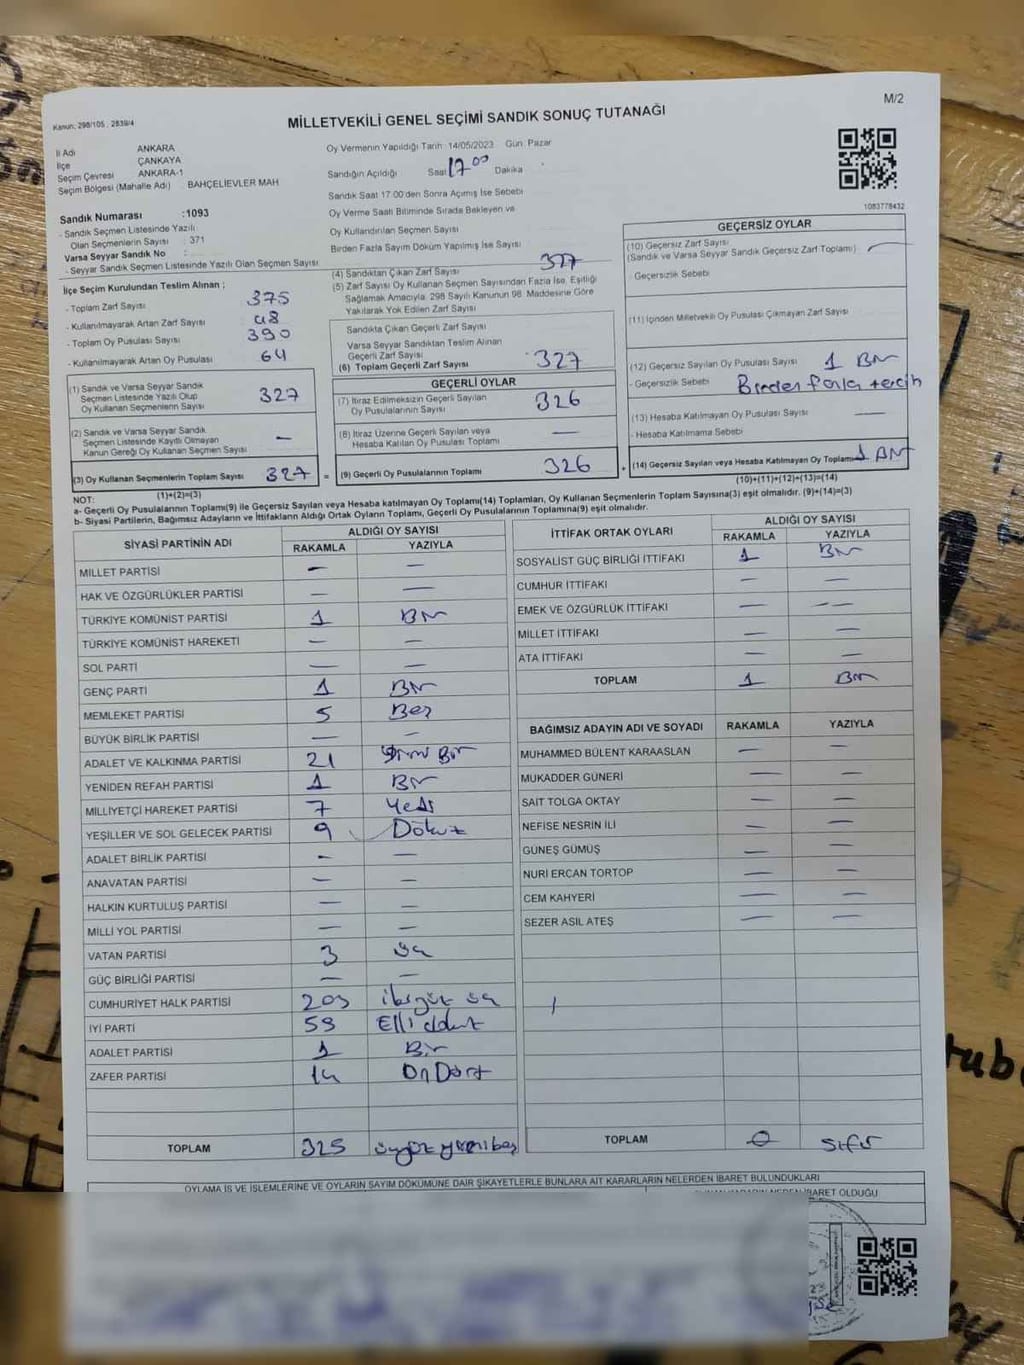 M/2
Kanun: 298/105, 2839/4
MİLLETVEKİLİ GENEL SEÇİMİ SANDIK SONUÇ TUTANAĞI
İl Adı ANKARA
İlçe ÇANKAYA
Seçim Çevresi ANKARA-1
Seçim Bölgesi (Mahalle Adı) : BAHÇELİEVLER MAH
Sandık Numarası :1093
- Sandık Seçmen Listesinde Yazılı
Olan Seçmenlerin Sayısı : 371
Varsa Seyyar Sandık No :
- Seyyar Sandık Seçmen Listesinde Yazılı Olan Seçmen Sayısı
Oy Vermenin Yapıldığı Tarih :14/05/2023 Gün: Pazar
Sandığın Açıldığı Saat 17:00 Dakika
Sandık Saat 17:00'den Sonra Açılmış İse Sebebi
Oy Verme Saati Bitiminde Sırada Bekleyen ve
Oy Kullandırılan Seçmen Sayısı
Birden Fazla Sayım Döküm Yapılmış İse Sayısı
1083778432
İlçe Seçim Kurulundan Teslim Alınan ;
- Toplam Zarf Sayısı 375
- Kullanılmayarak Artan Zarf Sayısı 48
- Toplam Oy Pusulası Sayısı 390
- Kullanılmayarak Artan Oy Pusulası 64
(4) Sandıktan Çıkan Zarf Sayısı 327
(5) Zarf Sayısı Oy Kullanan Seçmen Sayısından Fazla İse, Eşitliği
Sağlamak Amacıyla, 298 Sayılı Kanunun 98. Maddesine Göre
Yakılarak Yok Edilen Zarf Sayısı
Sandıkta Çıkan Geçerli Zarf Sayısı
Varsa Seyyar Sandıktan Teslim Alınan
Geçerli Zarf Sayısı
(6) Toplam Geçerli Zarf Sayısı 327
GEÇERSİZ OYLAR
(10) Geçersiz Zarf Sayısı —
(Sandık ve Varsa Seyyar Sandık Geçersiz Zarf Toplamı)
Geçersizlik Sebebi
(11) İçinden Milletvekili Oy Pusulası Çıkmayan Zarf Sayısı
(12) Geçersiz Sayılan Oy Pusulası Sayısı 1 Bir
- Geçersizlik Sebebi Birden fazla tercih
(13) Hesaba Katılmayan Oy Pusulası Sayısı —
- Hesaba Katılmama Sebebi
(14) Geçersiz Sayılan veya Hesaba Katılmayan Oy Toplamı 1 Bir
(10)+(11)+(12)+(13)=(14)
(1) Sandık ve Varsa Seyyar Sandık
Seçmen Listesinde Yazılı Olup
Oy Kullanan Seçmenlerin Sayısı 327
(2) Sandık ve Varsa Seyyar Sandık
Seçmen Listesinde Kayıtlı Olmayan
Kanun Gereği Oy Kullanan Seçmen Sayısı —
(3) Oy Kullanan Seçmenlerin Toplam Sayısı 327
(1)+(2)=(3)
GEÇERLİ OYLAR
(7) İtiraz Edilmeksizin Geçerli Sayılan
Oy Pusulalarının Sayısı 326
(8) İtiraz Üzerine Geçerli Sayılan veya
Hesaba Katılan Oy Pusulası Toplamı —
= (9) Geçerli Oy Pusulalarının Toplamı 326 +
NOT:
a- Geçerli Oy Pusulalarının Toplamı(9) ile Geçersiz Sayılan veya Hesaba katılmayan Oy Toplamı(14) Toplamları, Oy Kullanan Seçmenlerin Toplam Sayısına(3) eşit olmalıdır. (9)+(14)=(3)
b- Siyasi Partilerin, Bağımsız Adayların ve İttifakların Aldığı Ortak Oyların Toplamı, Geçerli Oy Pusulalarının Toplamına(9) eşit olmalıdır.
SİYASİ PARTİNİN ADI ALDIĞI OY SAYISI
RAKAMLA YAZIYLA
MİLLET PARTİSİ — —
HAK VE ÖZGÜRLÜKLER PARTİSİ — —
TÜRKİYE KOMÜNİST PARTİSİ 1 Bir
TÜRKİYE KOMÜNİST HAREKETİ — —
SOL PARTİ — —
GENÇ PARTİ 1 Bir
MEMLEKET PARTİSİ 5 Beş
BÜYÜK BİRLİK PARTİSİ — —
ADALET VE KALKINMA PARTİSİ 21 Yirmi Bir
YENİDEN REFAH PARTİSİ 1 Bir
MİLLİYETÇİ HAREKET PARTİSİ 7 Yedi
YEŞİLLER VE SOL GELECEK PARTİSİ 9 Dokuz
ADALET BİRLİK PARTİSİ — —
ANAVATAN PARTİSİ — —
HALKIN KURTULUŞ PARTİSİ — —
MİLLİ YOL PARTİSİ — —
VATAN PARTİSİ 3 üç
GÜÇ BİRLİĞİ PARTİSİ — —
CUMHURİYET HALK PARTİSİ 203 ikiyüz üç
İYİ PARTİ 59 Elli dokuz
ADALET PARTİSİ 1 Bir
ZAFER PARTİSİ 14 On Dört
TOPLAM 325 üçyüz yirmibeş
İTTİFAK ORTAK OYLARI ALDIĞI OY SAYISI
RAKAMLA YAZIYLA
SOSYALİST GÜÇ BİRLİĞİ İTTİFAKI 1 Bir
CUMHUR İTTİFAKI — —
EMEK VE ÖZGÜRLÜK İTTİFAKI — —
MİLLET İTTİFAKI — —
ATA İTTİFAKI — —
TOPLAM 1 Bir
BAĞIMSIZ ADAYIN ADI VE SOYADI RAKAMLA YAZIYLA
MUHAMMED BÜLENT KARAASLAN — —
MUKADDER GÜNERİ — —
SAİT TOLGA OKTAY — —
NEFİSE NESRİN İLİ — —
GÜNEŞ GÜMÜŞ — —
NURİ ERCAN TORTOP — —
CEM KAHYERİ — —
SEZER ASIL ATEŞ — —
TOPLAM 0 sıfır
OYLAMA İŞ VE İŞLEMLERİNE VE OYLARIN SAYIM DÖKÜMÜNE DAİR ŞİKAYETLERLE BUNLARA AİT KARARLARIN NELERDEN İBARET BULUNDUKLARI
İBARET OLDUĞU